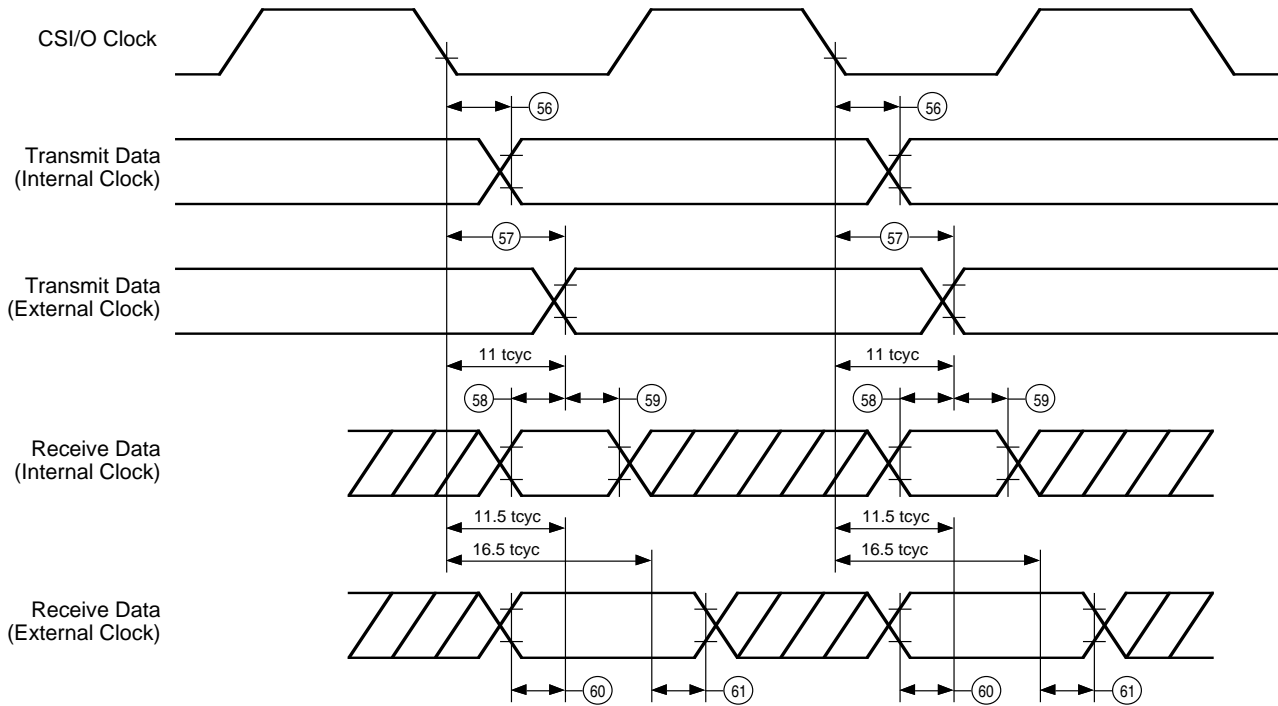 CSI/O Clock
56
56
Transmit Data
(Internal Clock)
57
57
Transmit Data
(External Clock)
11 tcyc
11 tcyc
58
59
58
59
Receive Data
(Internal Clock)
11.5 tcyc
11.5 tcyc
16.5 tcyc
16.5 tcyc
Receive Data
(External Clock)
60
61
60
61